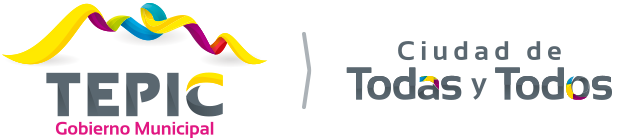 TEPIC
Gobierno Municipal
Ciudad de
Todas y Todos